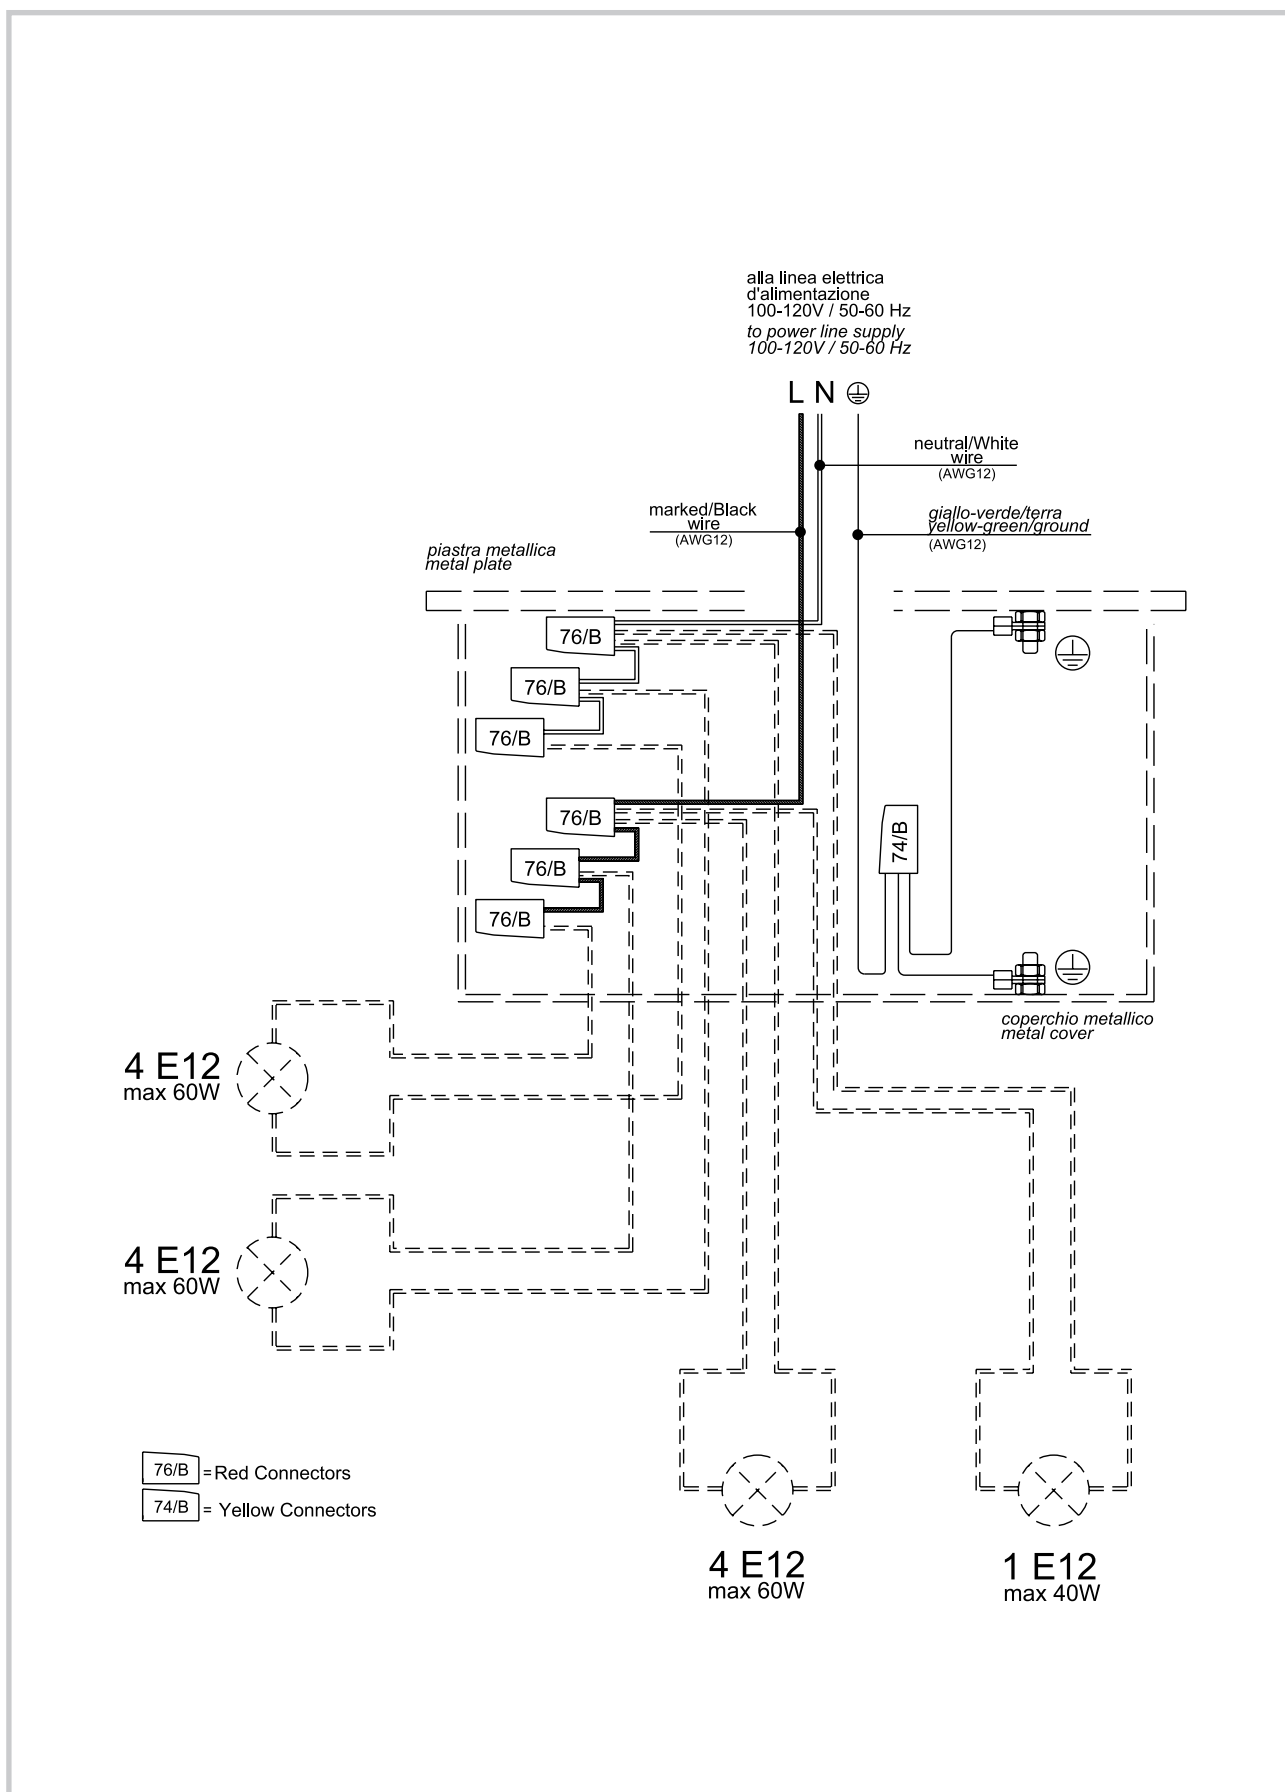 alla linea elettrica
d'alimentazione
100-120V / 50-60 Hz
to power line supply
100-120V / 50-60 Hz
L N
neutral/White
wire
(AWG12)
marked/Black
wire
(AWG12)
giallo-verde/terra
yellow-green/ground
(AWG12)
piastra metallica
metal plate
76/B
76/B
76/B
76/B
76/B
76/B
74/B
coperchio metallico
metal cover
4 E12
max 60W
4 E12
max 60W
76/B = Red Connectors
74/B = Yellow Connectors
4 E12
max 60W
1 E12
max 40W